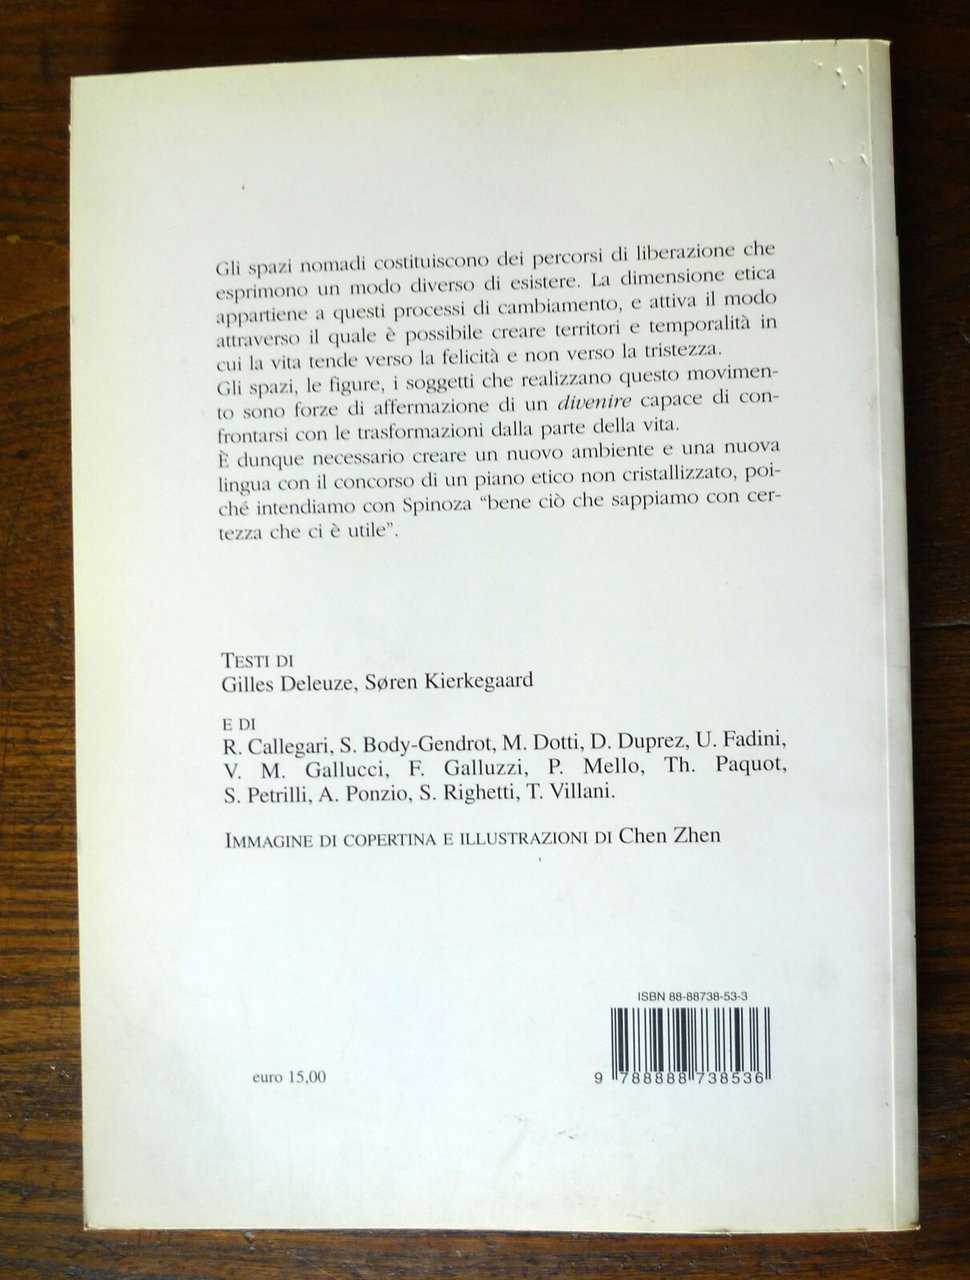 Gli spazi nomadi costituiscono dei percorsi di liberazione che
esprimono un modo diverso di esistere. La dimensione etica
appartiene a questi processi di cambiamento, e attiva il modo
attraverso il quale è possibile creare territori e temporalità in
cui la vita tende verso la felicità e non verso la tristezza.
Gli spazi, le figure, i soggetti che realizzano questo movimen-
to sono forze di affermazione di un divenire capace di con-
frontarsi con le trasformazioni dalla parte della vita.
È dunque necessario creare un nuovo ambiente e una nuova
lingua con il concorso di un piano etico non cristallizzato, poi-
ché intendiamo con Spinoza “bene ciò che sappiamo con cer-
tezza che ci è utile”.
TESTI DI
Gilles Deleuze, Søren Kierkegaard
E DI
R. Callegari, S. Body-Gendrot, M. Dotti, D. Duprez, U. Fadini,
V. M. Gallucci, F. Galluzzi, P. Mello, Th. Paquot,
S. Petrilli, A. Ponzio, S. Righetti, T. Villani.
IMMAGINE DI COPERTINA E ILLUSTRAZIONI DI Chen Zhen
ISBN 88-88738-53-3
9 788888 738536
euro 15,00